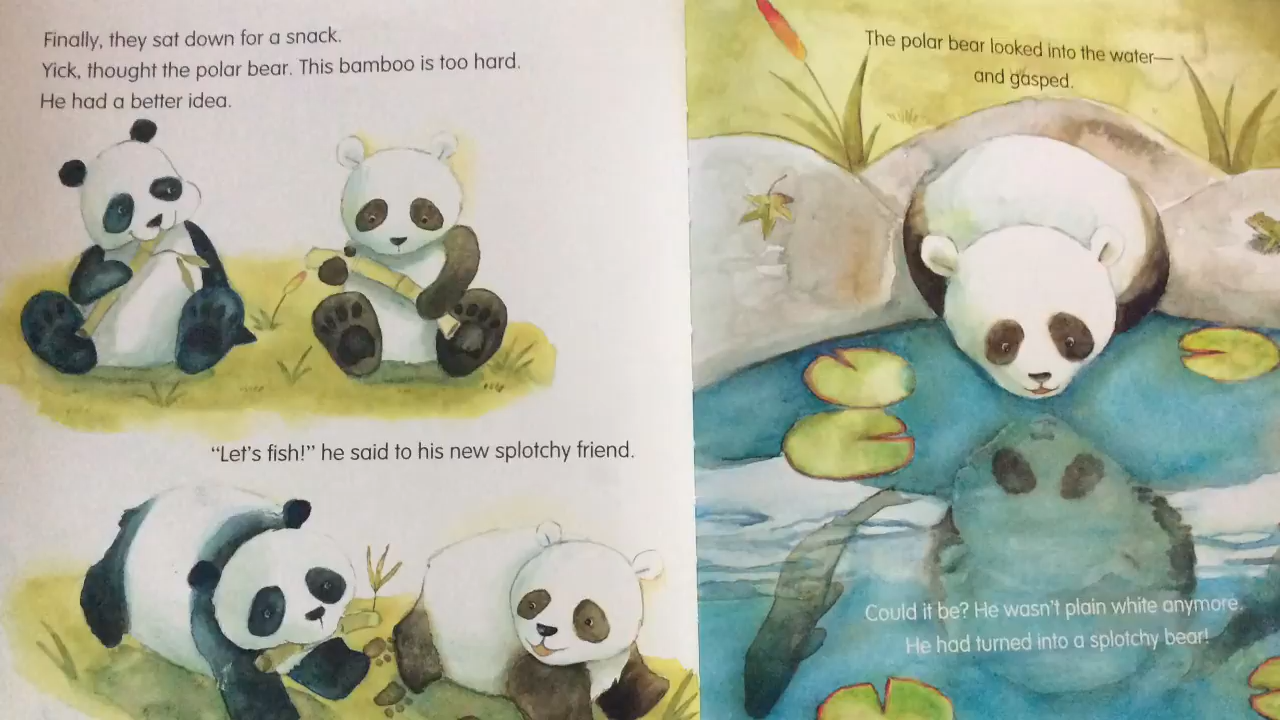 Finally, they sat down for a snack.
Yick, thought the polar bear. This bamboo is too hard.
He had a better idea.
“Let’s fish!” he said to his new splotchy friend.
The polar bear looked into the water—
and gasped.
Could it be? He wasn’t plain white anymore.
He had turned into a splotchy bear!